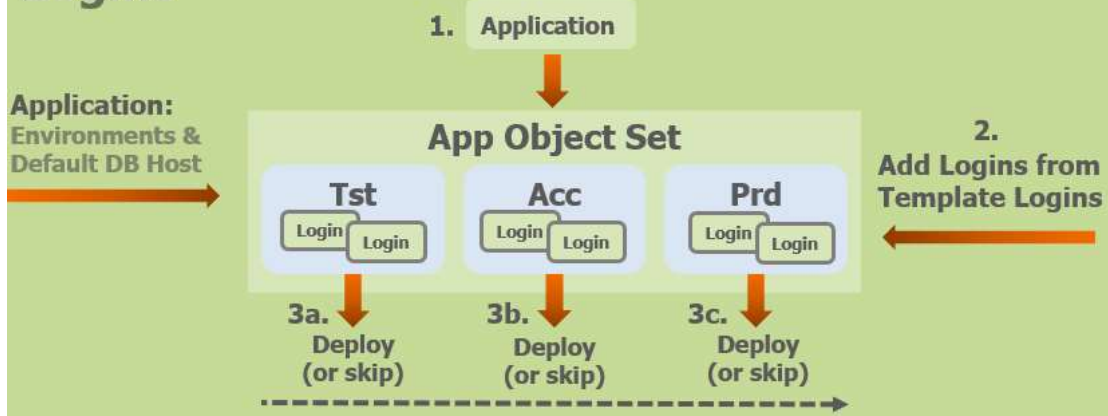 1. Application
Application:
Environments &
Default DB Host
App Object Set
2.
Add Logins from
Template Logins
Tst
Login
Login
Acc
Login
Login
Prd
Login
Login
3a.
Deploy
(or skip)
3b.
Deploy
(or skip)
3c.
Deploy
(or skip)